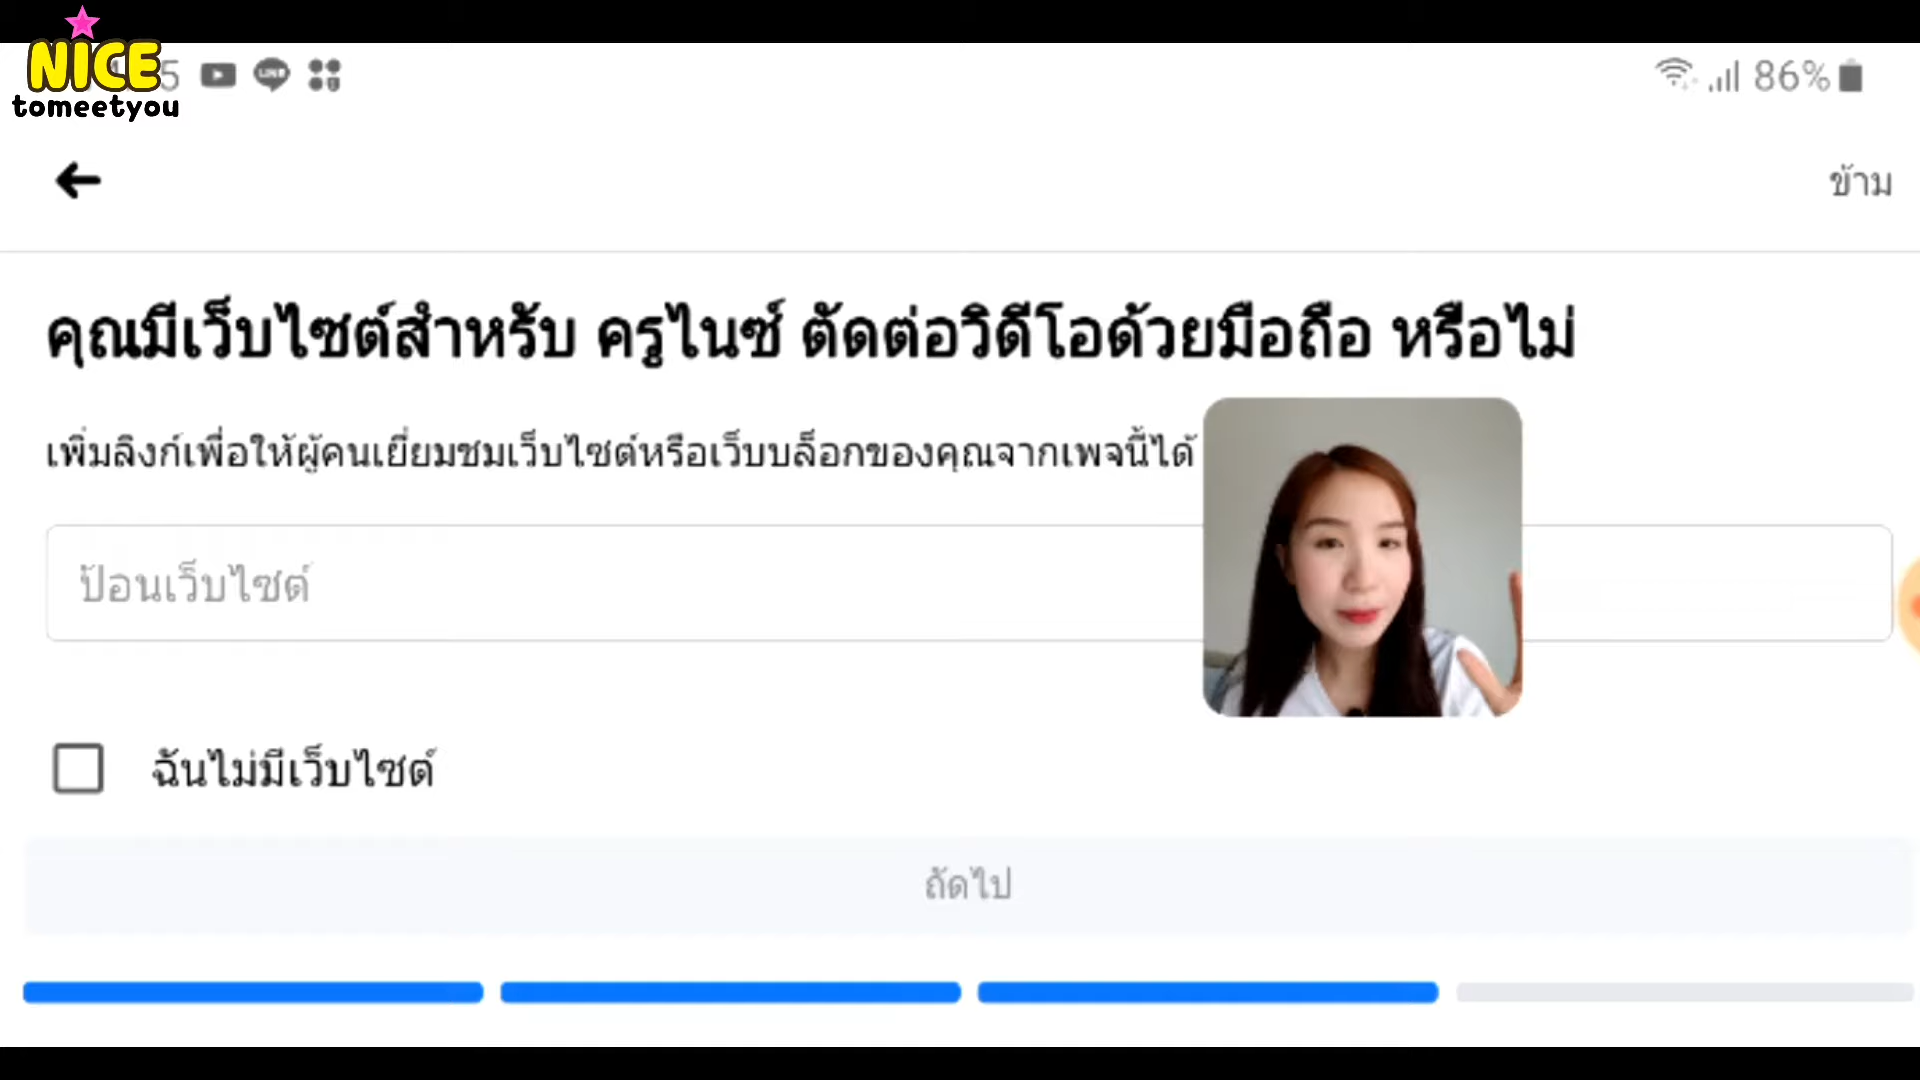 NICE
tomeetyou
5
LINE
86%
ข้าม
คุณมีเว็บไซต์สำหรับ ครูไนซ์ ตัดต่อวิดีโอด้วยมือถือ หรือไม่
เพิ่มลิงก์เพื่อให้ผู้คนเยี่ยมชมเว็บไซต์หรือเว็บบล็อกของคุณจากเพจนี้ได้
ป้อนเว็บไซต์
ฉันไม่มีเว็บไซต์
ถัดไป